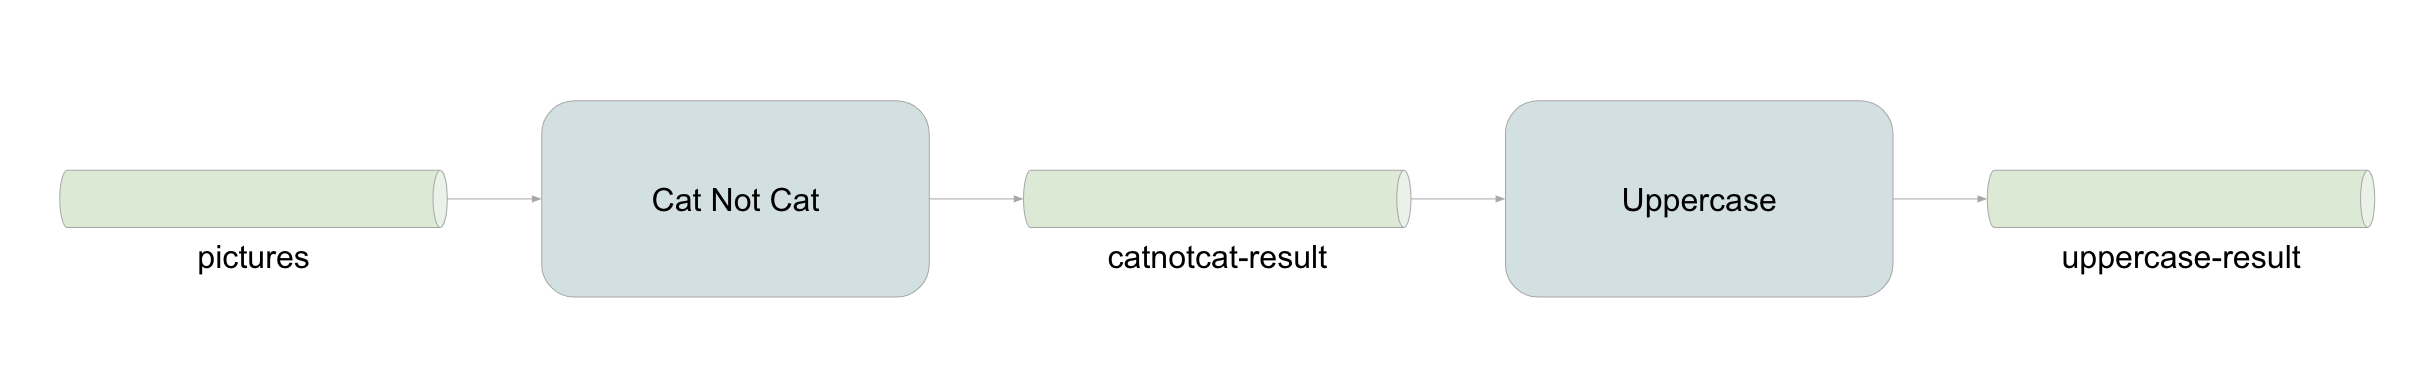 pictures
Cat Not Cat
catnotcat-result
Uppercase
uppercase-result